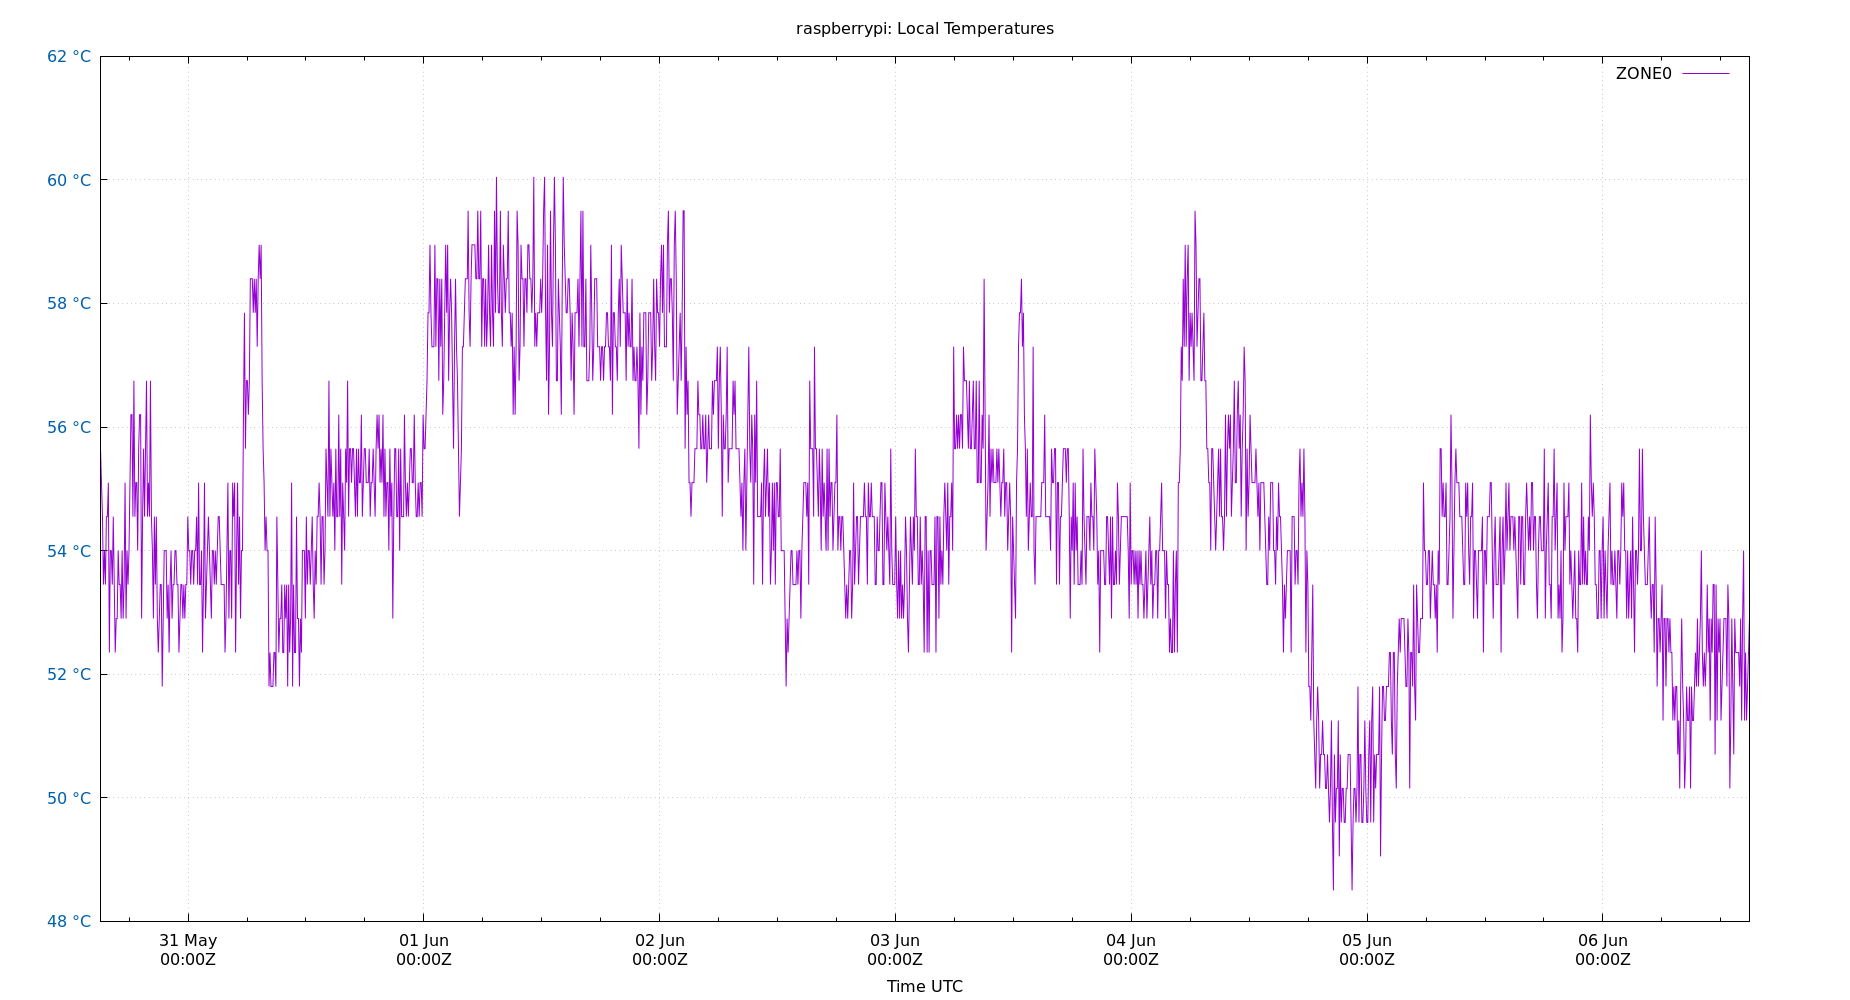 raspberrypi: Local Temperatures
62 °C
ZONE0
60 °C
58 °C
56 °C
54 °C
52 °C
50 °C
48 °C
31 May 01 Jun 02 Jun 03 Jun 04 Jun 05 Jun 06 Jun
00:00Z 00:00Z 00:00Z 00:00Z 00:00Z 00:00Z 00:00Z
Time UTC